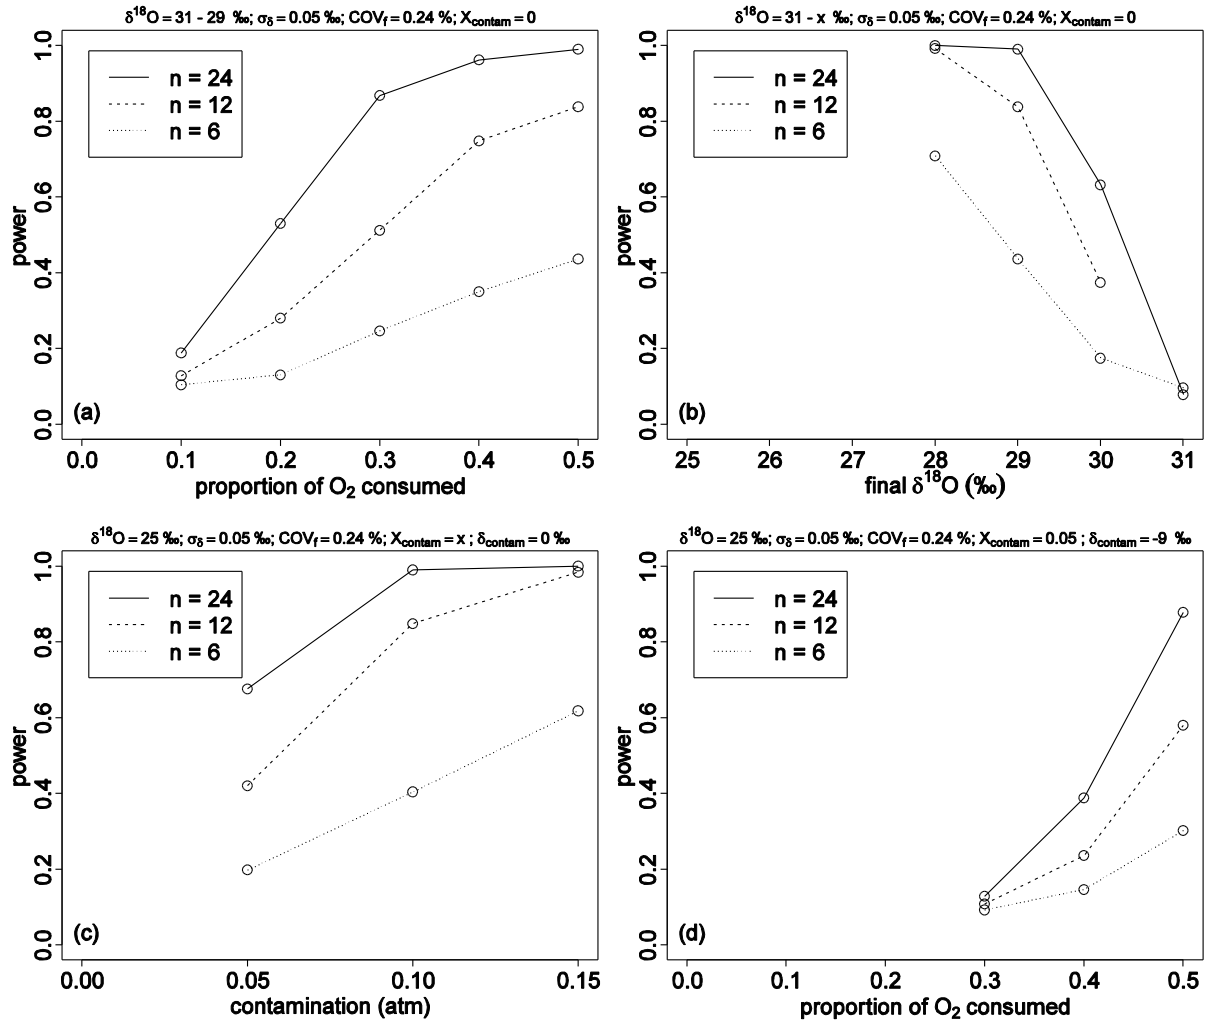 δ18O = 31 - 29 ‰; σδ = 0.05 ‰; COVf = 0.24 %; Xcontam = 0
n = 24
n = 12
n = 6
power
0.0 0.2 0.4 0.6 0.8 1.0
(a)
0.0 0.1 0.2 0.3 0.4 0.5
proportion of O2 consumed
δ18O = 31 - x ‰; σδ = 0.05 ‰; COVf = 0.24 %; Xcontam = 0
n = 24
n = 12
n = 6
power
0.0 0.2 0.4 0.6 0.8 1.0
(b)
25 26 27 28 29 30 31
final δ18O (‰)
δ18O = 25 ‰; σδ = 0.05 ‰; COVf = 0.24 %; Xcontam = x ; δcontam = 0 ‰
n = 24
n = 12
n = 6
power
0.0 0.2 0.4 0.6 0.8 1.0
(c)
0.00 0.05 0.10 0.15
contamination (atm)
δ18O = 25 ‰; σδ = 0.05 ‰; COVf = 0.24 %; Xcontam = 0.05 ; δcontam = -9 ‰
n = 24
n = 12
n = 6
power
0.0 0.2 0.4 0.6 0.8 1.0
(d)
0.0 0.1 0.2 0.3 0.4 0.5
proportion of O2 consumed